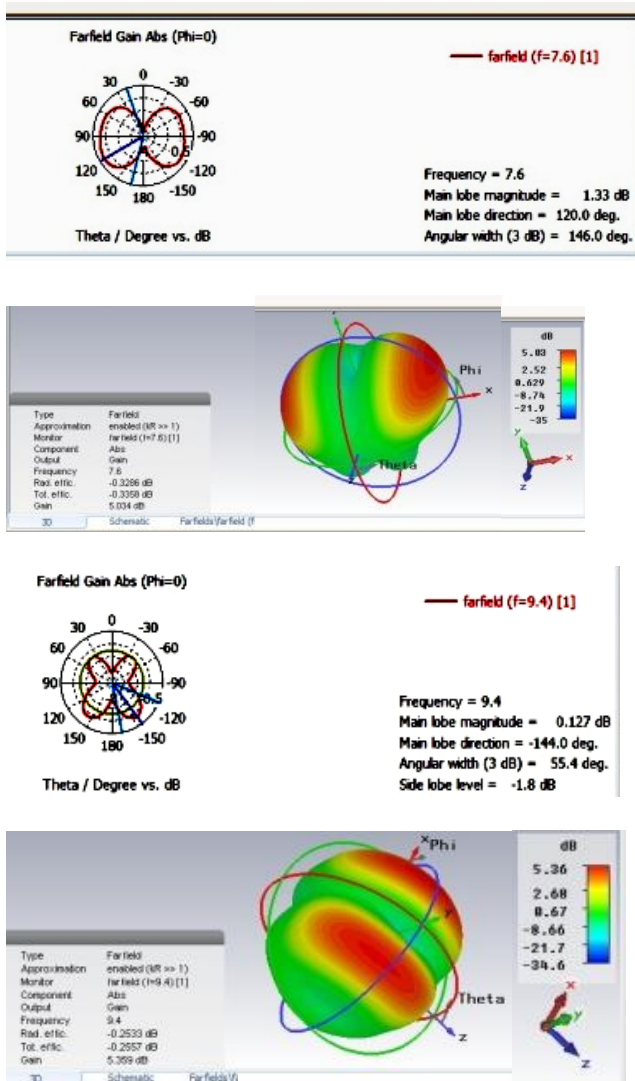 Farfield Gain Abs (Phi=0)
farfield (f=7.6) [1]
0
30 -30
60 -60
90 -90
0.5
120 -120
150 -150
180
Theta / Degree vs. dB
Frequency = 7.6
Main lobe magnitude = 1.33 dB
Main lobe direction = 120.0 deg.
Angular width (3 dB) = 146.0 deg.
Phi
x
Theta
z
dB
5.03
2.52
0.629
-8.74
-21.9
-35
y
x
z
Type Farfield
Approximation enabled (kR >> 1)
Monitor farfield (f=7.6) [1]
Component Abs
Output Gain
Frequency 7.6
Rad. effic. -0.3286 dB
Tot. effic. -0.3358 dB
Gain 5.034 dB
3D Schematic Farfields\farfield (f
Farfield Gain Abs (Phi=0)
farfield (f=9.4) [1]
0
30 -30
60 -60
90 -90
120 -120
150 -150
180
Theta / Degree vs. dB
Frequency = 9.4
Main lobe magnitude = 0.127 dB
Main lobe direction = -144.0 deg.
Angular width (3 dB) = 55.4 deg.
Side lobe level = -1.8 dB
x
Phi
y
Theta
z
dB
5.36
2.68
0.67
-8.66
-21.7
-34.6
x
y
z
Type Farfield
Approximation enabled (kR >> 1)
Monitor farfield (f=9.4) [1]
Component Abs
Output Gain
Frequency 9.4
Rad. effic. -0.2533 dB
Tot. effic. -0.2557 dB
Gain 5.359 dB
3D Schematic